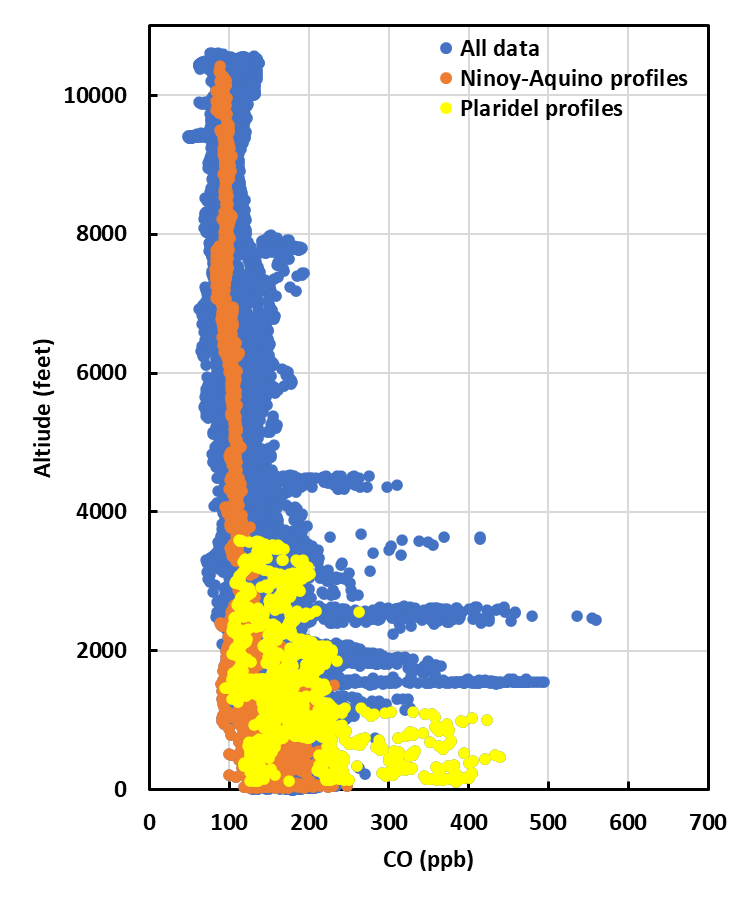 All data
Ninoy-Aquino profiles
Plaridel profiles
10000
8000
6000
4000
2000
0
Altiude (feet)
0 100 200 300 400 500 600 700
CO (ppb)